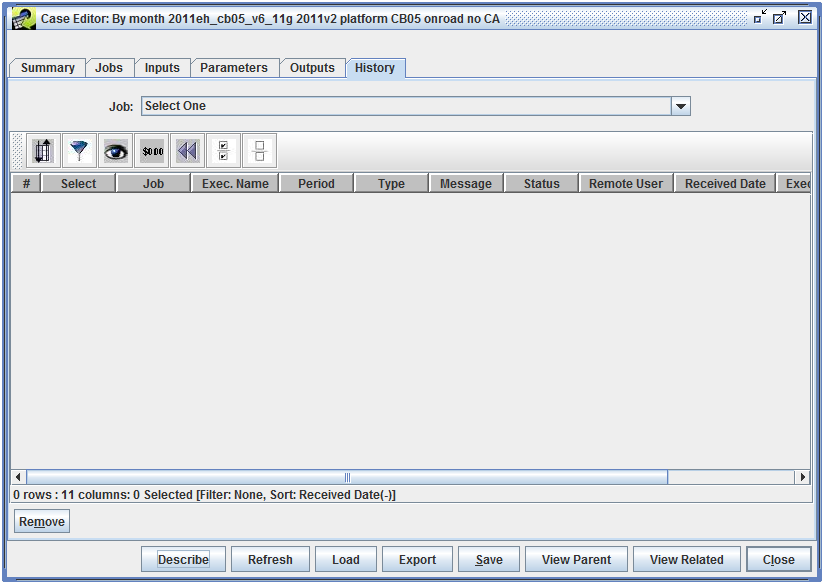 Case Editor: By month 2011eh_cb05_v6_11g 2011v2 platform CB05 onroad no CA
Summary Jobs Inputs Parameters Outputs History
Job: Select One
$0.00
# Select Job Exec. Name Period Type Message Status Remote User Received Date Exec
0 rows : 11 columns: 0 Selected [Filter: None, Sort: Received Date(-)]
Remove
Describe Refresh Load Export Save View Parent View Related Close